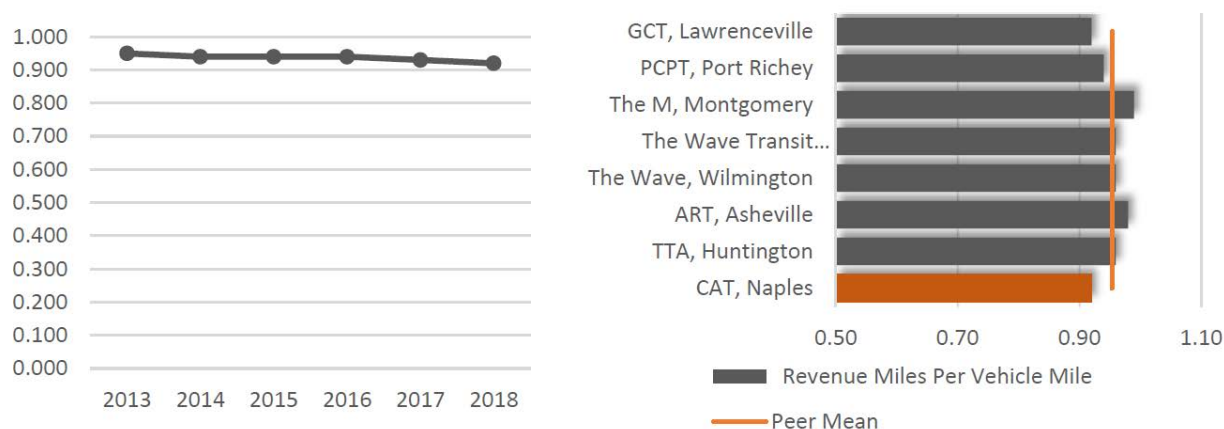 1.000
0.900
0.800
0.700
0.600
0.500
0.400
0.300
0.200
0.100
0.000
2013 2014 2015 2016 2017 2018
GCT, Lawrenceville
PCPT, Port Richey
The M, Montgomery
The Wave Transit...
The Wave, Wilmington
ART, Asheville
TTA, Huntington
CAT, Naples
0.50 0.70 0.90 1.10
Revenue Miles Per Vehicle Mile
Peer Mean